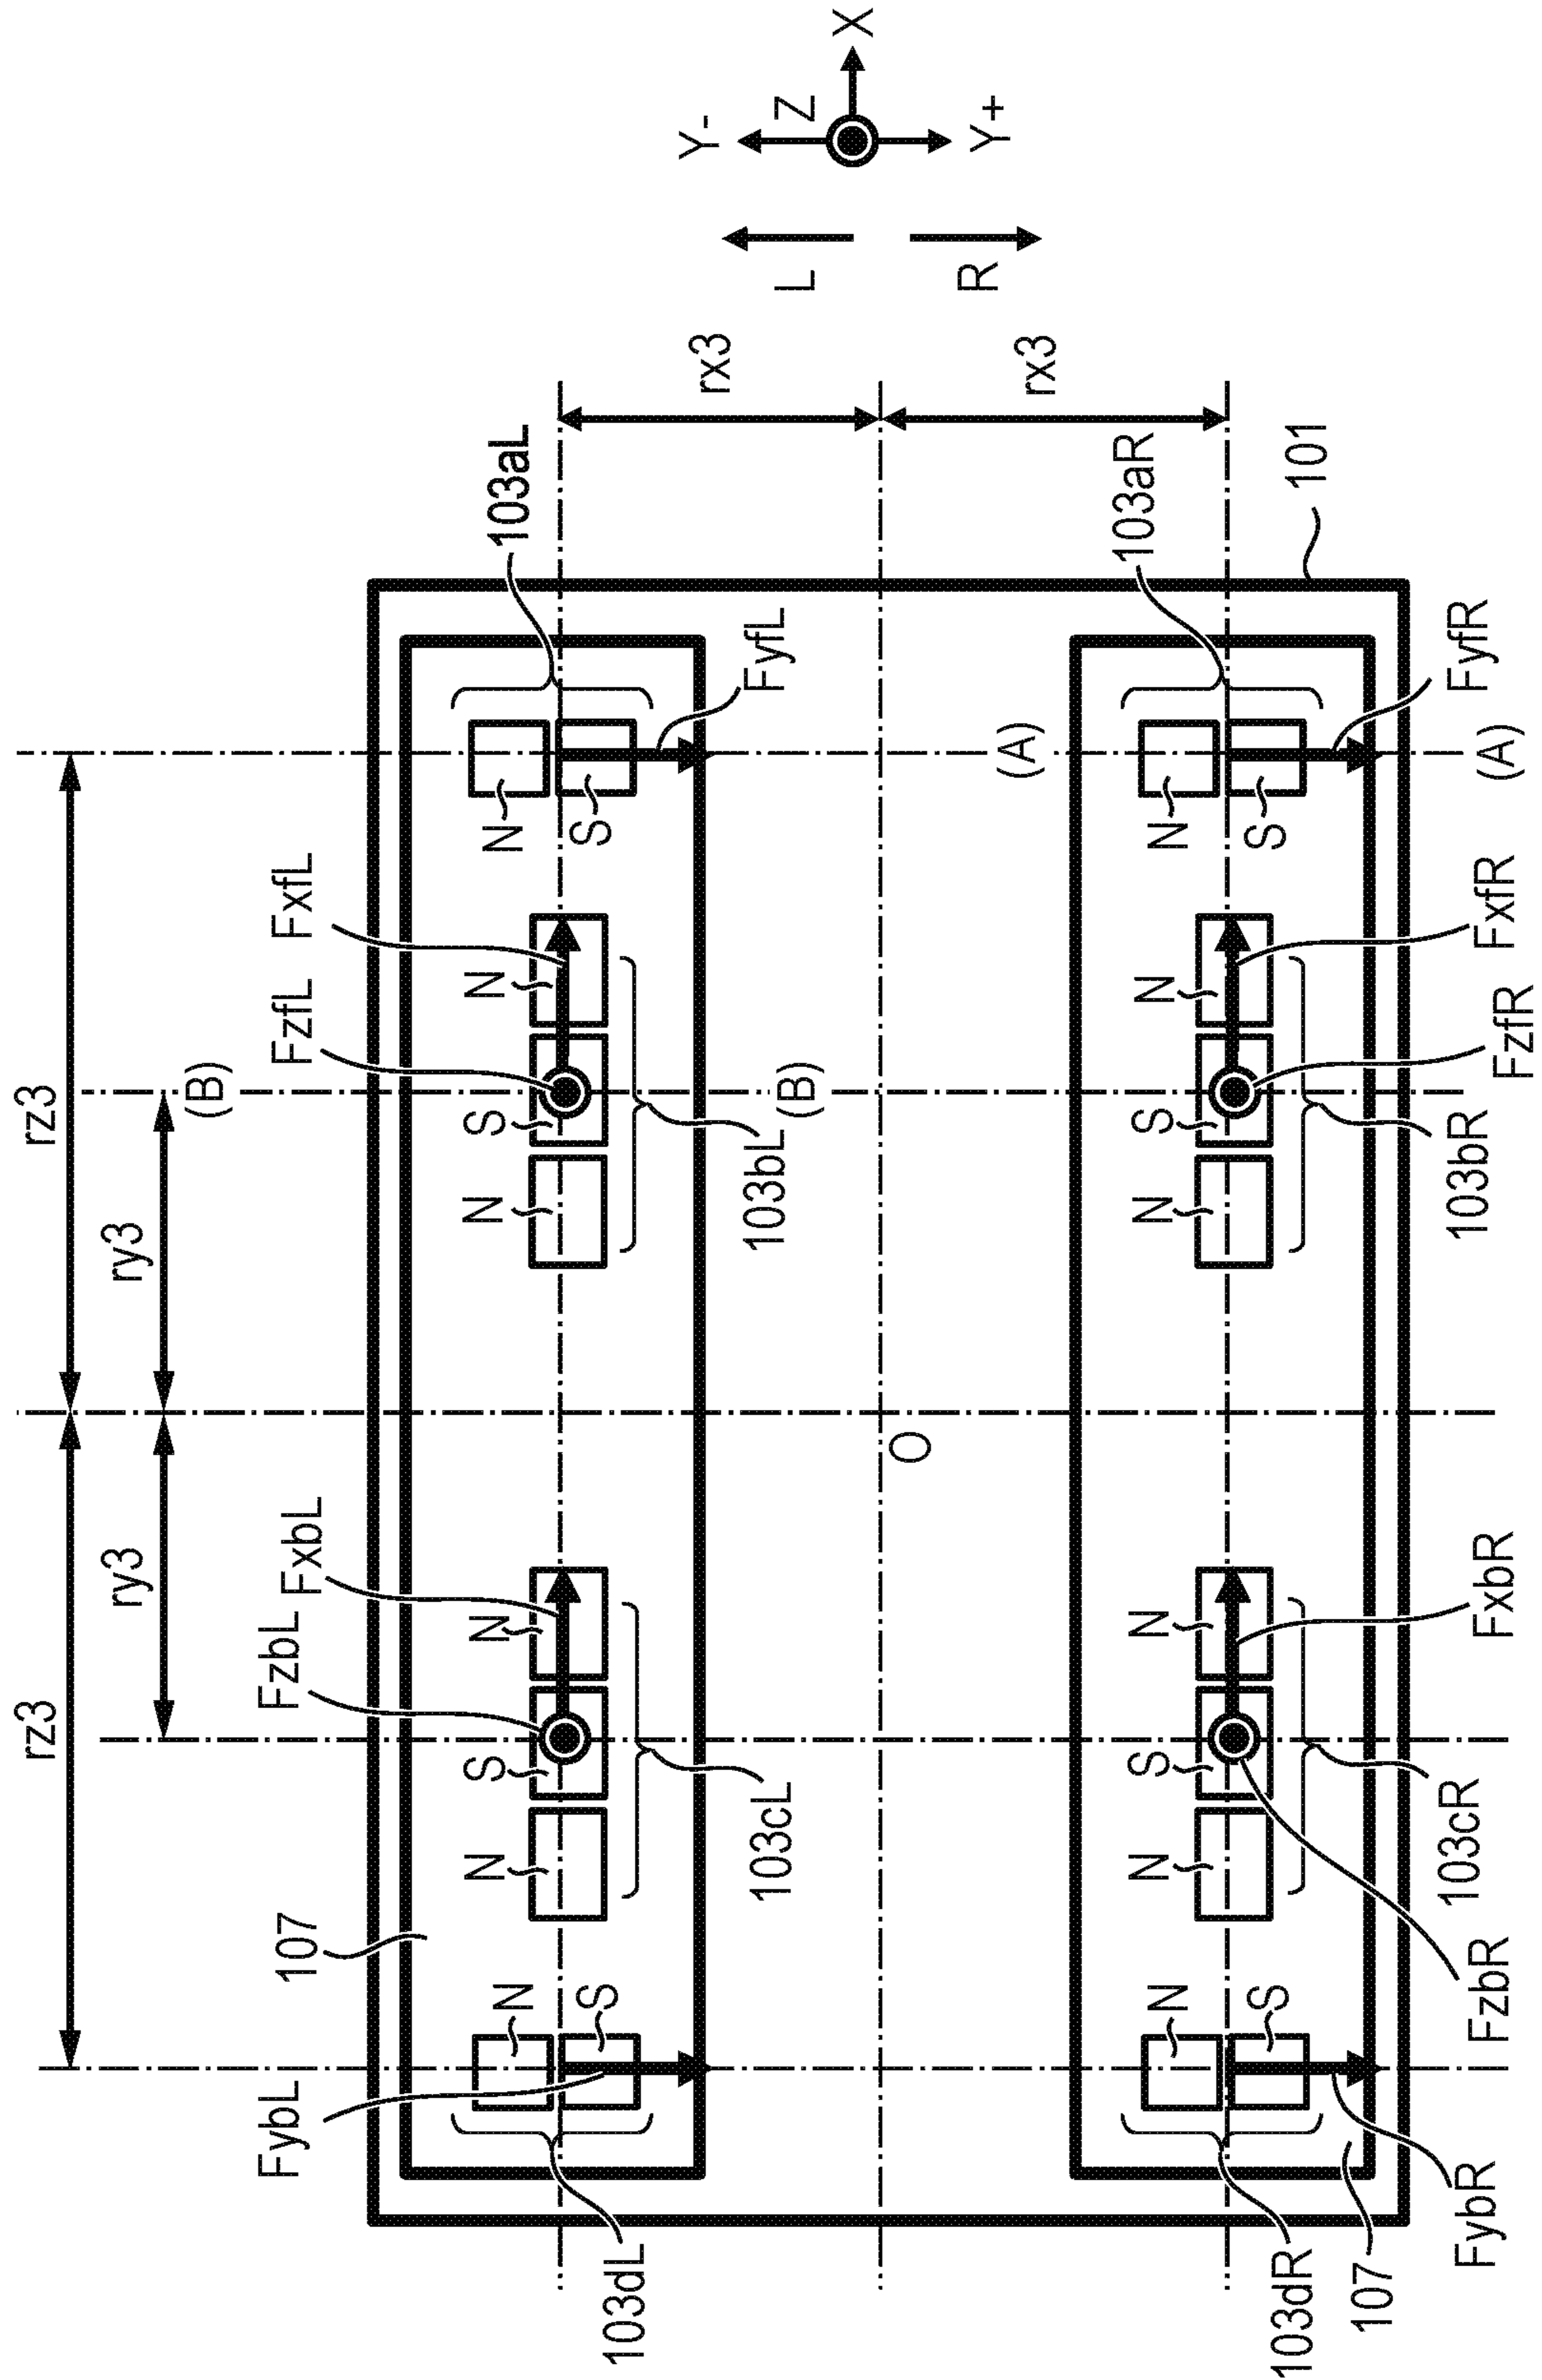 rz3
rz3
ry3
ry3
(B)
FybL
107
FzbL
FxbL
FzfL
FxfL
N
N
S
N
N
S
N
N
103aL
S
S
103dL
103cL
103bL
FyfL
rx3
Y-
(B)
L
Z
X
O
R
Y+
(A)
rx3
N
N
S
N
N
S
N
N
103aR
S
S
103dR
101
107
FybR
FzbR
103cR
FxbR
103bR
FzfR
FxfR
(A)
FyfR